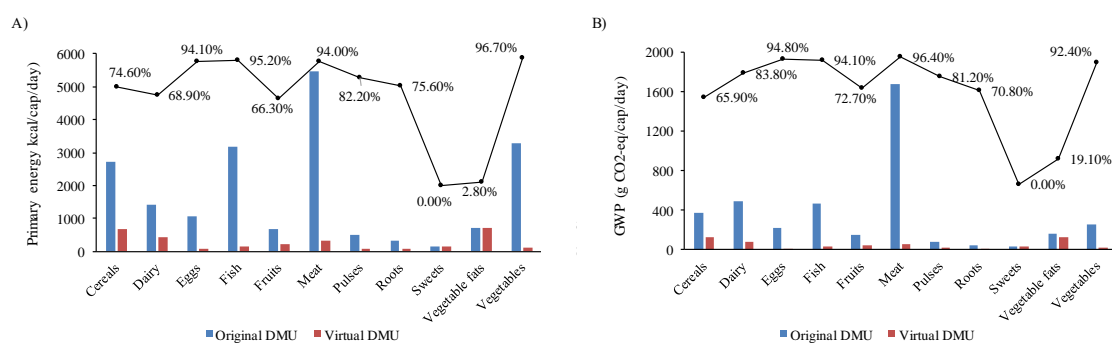 A)
Primary energy kcal/cap/day
6000
5000
4000
3000
2000
1000
0
74.60%
68.90%
94.10%
95.20%
66.30%
94.00%
82.20%
75.60%
0.00%
2.80%
96.70%
Cereals
Dairy
Eggs
Fish
Fruits
Meat
Pulses
Roots
Sweets
Vegetable fats
Vegetables
Original DMU
Virtual DMU
B)
GWP (g CO2-eq/cap/day)
2000
1600
1200
800
400
0
65.90%
83.80%
94.80%
94.10%
72.70%
96.40%
81.20%
70.80%
0.00%
19.10%
92.40%
Cereals
Dairy
Eggs
Fish
Fruits
Meat
Pulses
Roots
Sweets
Vegetable fats
Vegetables
Original DMU
Virtual DMU